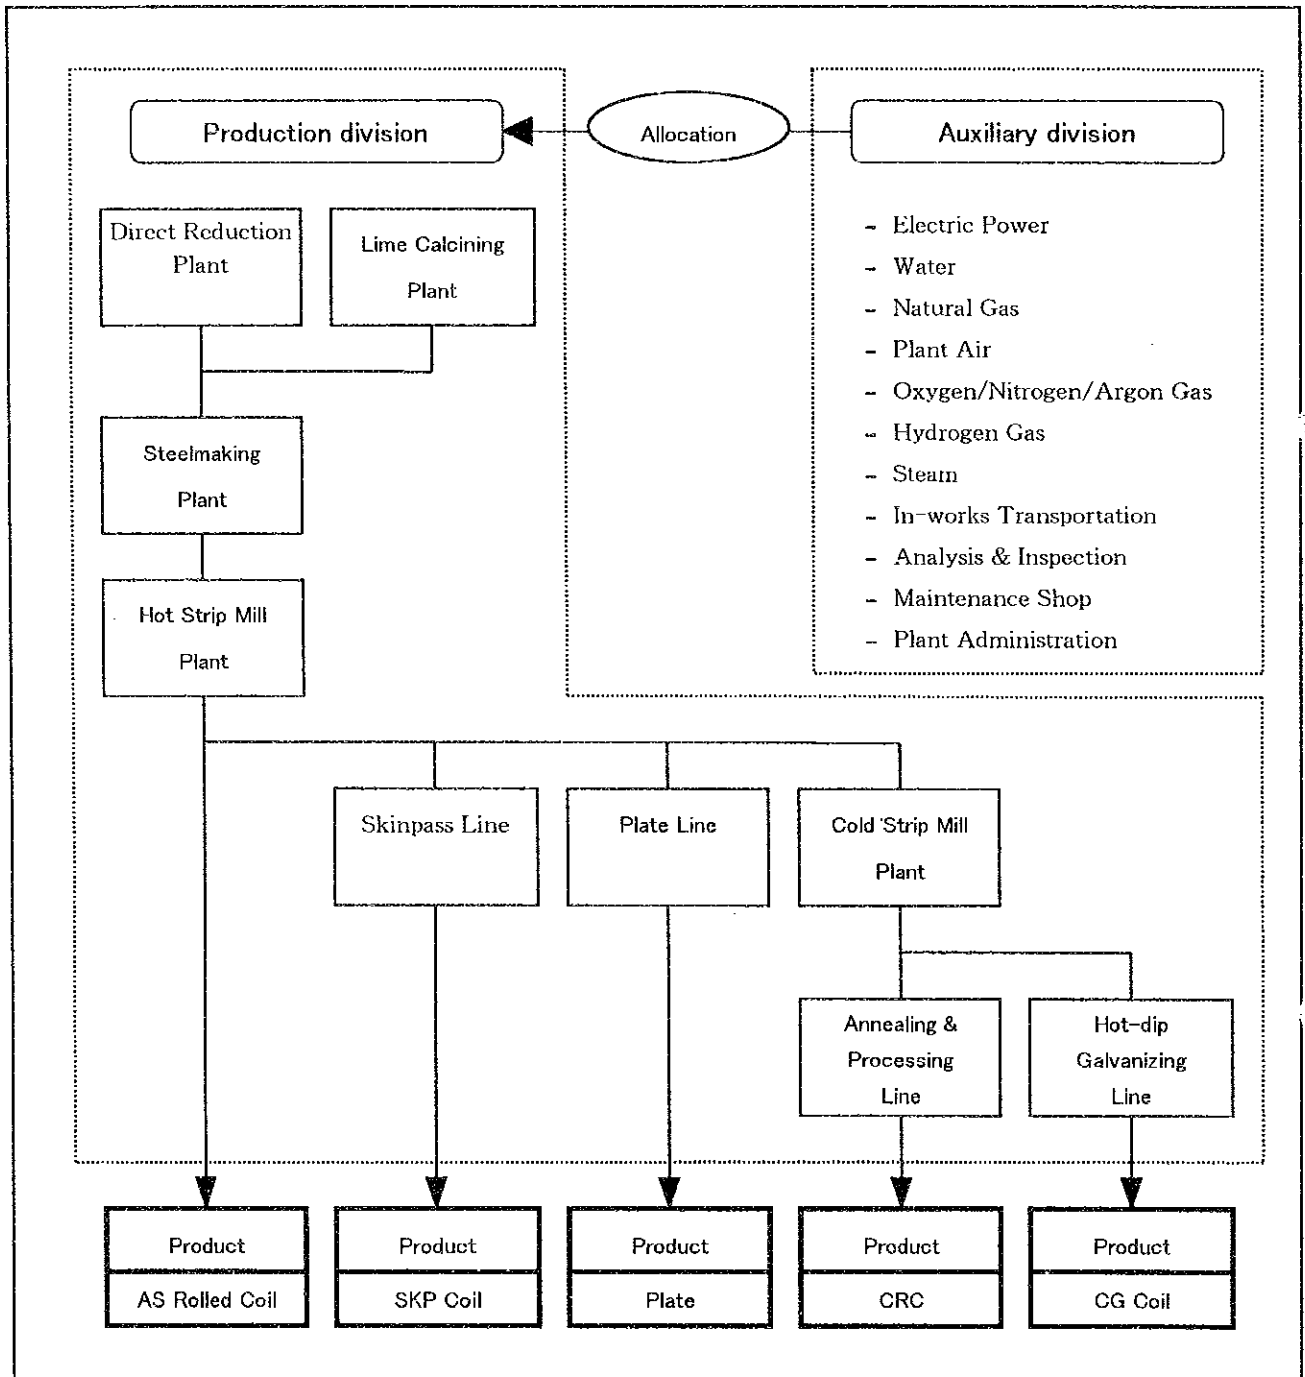 Production division
Allocation
Auxiliary division
Direct Reduction
Plant
Lime Calcining
Plant
- Electric Power
- Water
- Natural Gas
- Plant Air
- Oxygen/Nitrogen/Argon Gas
- Hydrogen Gas
- Steam
- In-works Transportation
- Analysis & Inspection
- Maintenance Shop
- Plant Administration
Steelmaking
Plant
Hot Strip Mill
Plant
Skinpass Line
Plate Line
Cold Strip Mill
Plant
Annealing &
Processing
Line
Hot-dip
Galvanizing
Line
Product
AS Rolled Coil
Product
SKP Coil
Product
Plate
Product
CRC
Product
CG Coil